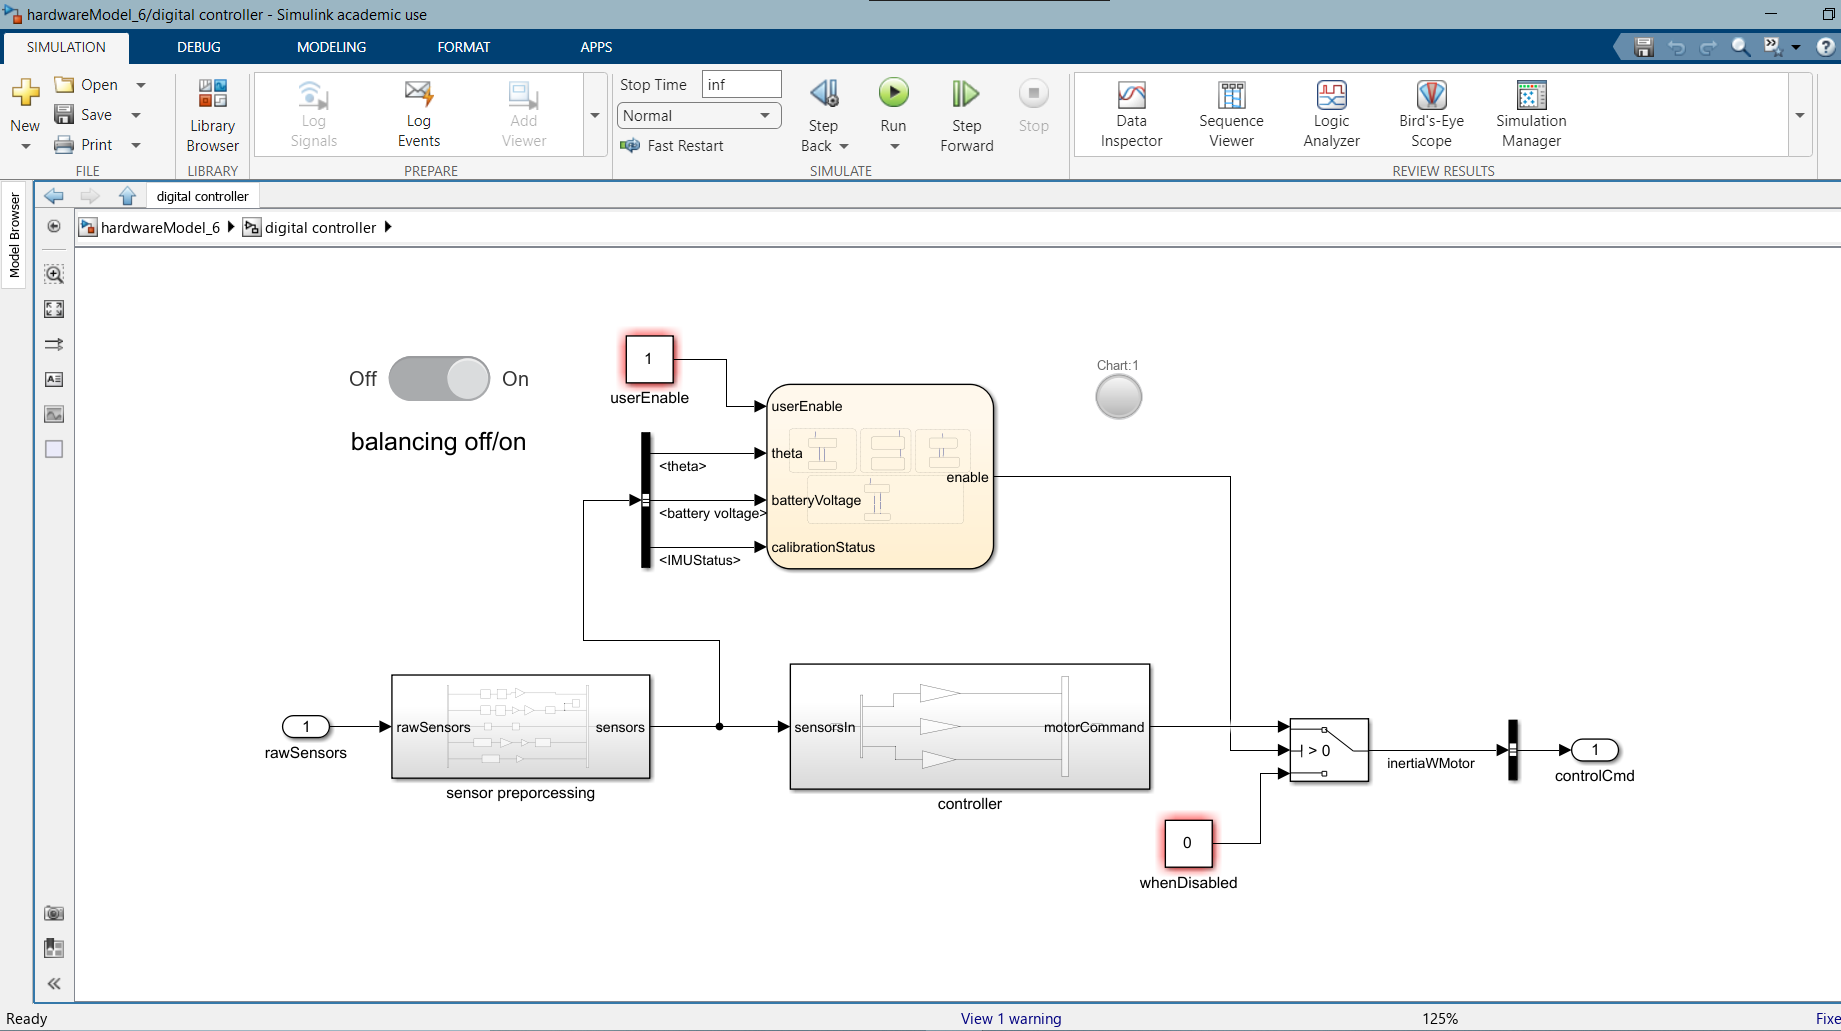 hardwareModel_6/digital controller - Simulink academic use
SIMULATION
DEBUG
MODELING
FORMAT
APPS
New
Open
Save
Print
FILE
Library
Browser
LIBRARY
Log
Signals
Log
Events
Add
Viewer
PREPARE
Stop Time
inf
Normal
Fast Restart
Step
Back
Run
Step
Forward
Stop
SIMULATE
Data
Inspector
Sequence
Viewer
Logic
Analyzer
Bird's-Eye
Scope
Simulation
Manager
REVIEW RESULTS
Model Browser
digital controller
hardwareModel_6
digital controller
Off
On
balancing off/on
1
userEnable
userEnable
theta
batteryVoltage
calibrationStatus
enable
<theta>
<battery voltage>
<IMUStatus>
Chart:1
1
rawSensors
rawSensors
sensors
sensor preporcessing
sensorsIn
motorCommand
controller
> 0
0
whenDisabled
inertiaWMotor
1
controlCmd
Ready
View 1 warning
125%
Fixe